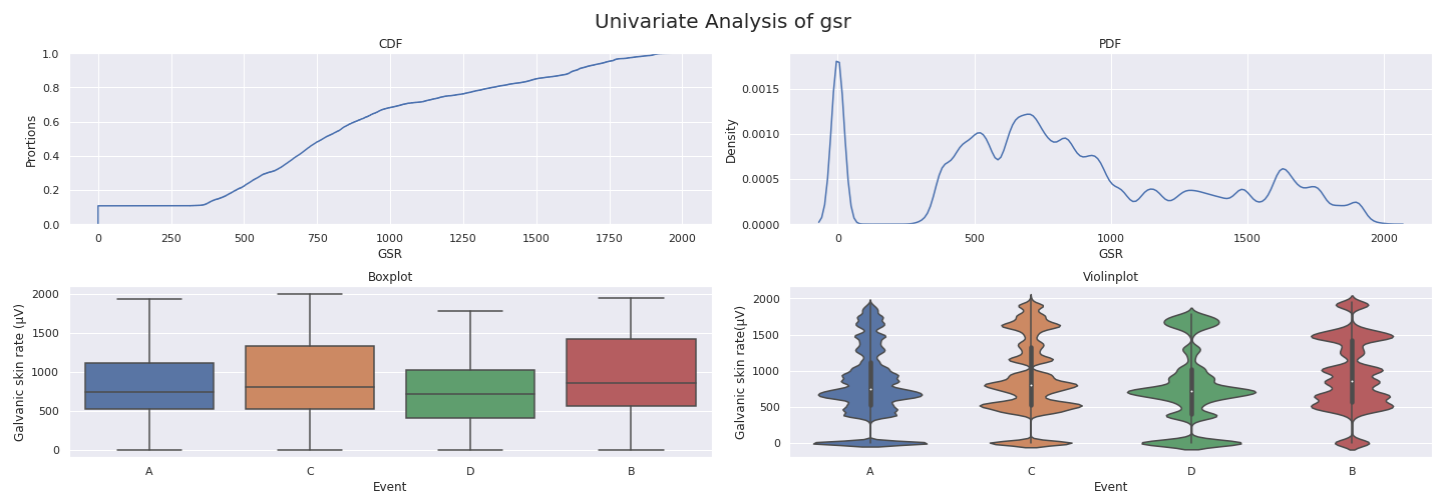 Univariate Analysis of gsr
CDF
Prortions
1.0
0.8
0.6
0.4
0.2
0.0
0 250 500 750 1000 1250 1500 1750 2000
GSR
PDF
Density
0.0015
0.0010
0.0005
0.0000
0 500 1000 1500 2000
GSR
Boxplot
Galvanic skin rate (μV)
2000
1500
1000
500
0
A C D B
Event
Violinplot
Galvanic skin rate(μV)
2000
1500
1000
500
0
A C D B
Event